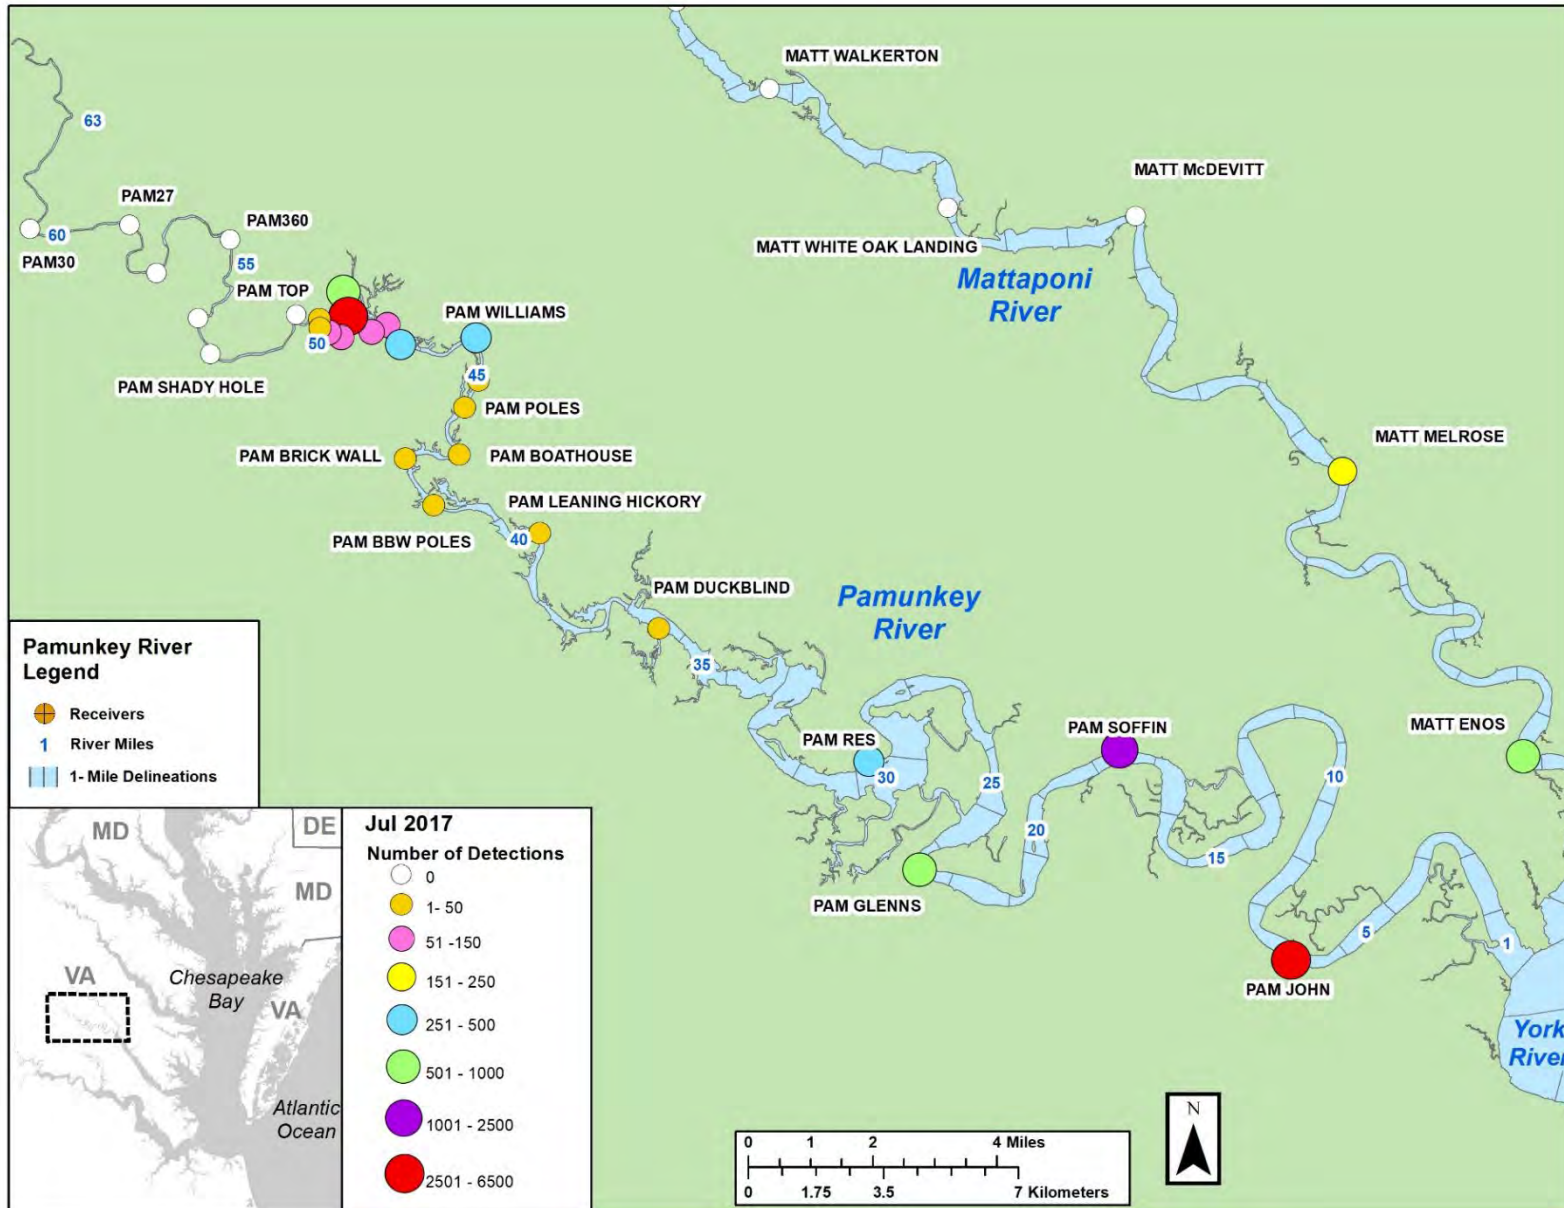 MATT WALKERTON
63
MATT McDEVITT
PAM27
PAM360
60
MATT WHITE OAK LANDING
PAM30
55
Mattaponi
River
PAM TOP
PAM WILLIAMS
50
45
PAM SHADY HOLE
PAM POLES
MATT MELROSE
PAM BRICK WALL
PAM BOATHOUSE
PAM LEANING HICKORY
PAM BBW POLES
40
PAM DUCKBLIND
Pamunkey
River
35
MATT ENOS
PAM SOFFIN
PAM RES
30
25
10
20
15
PAM GLENNS
5
1
PAM JOHN
York
River
Pamunkey River
Legend
Receivers
1 River Miles
1- Mile Delineations
MD
DE
MD
VA
Chesapeake
Bay
VA
Atlantic
Ocean
Jul 2017
Number of Detections
0
1- 50
51 -150
151 - 250
251 - 500
501 - 1000
1001 - 2500
2501 - 6500
0 1 2 4 Miles
0 1.75 3.5 7 Kilometers
N